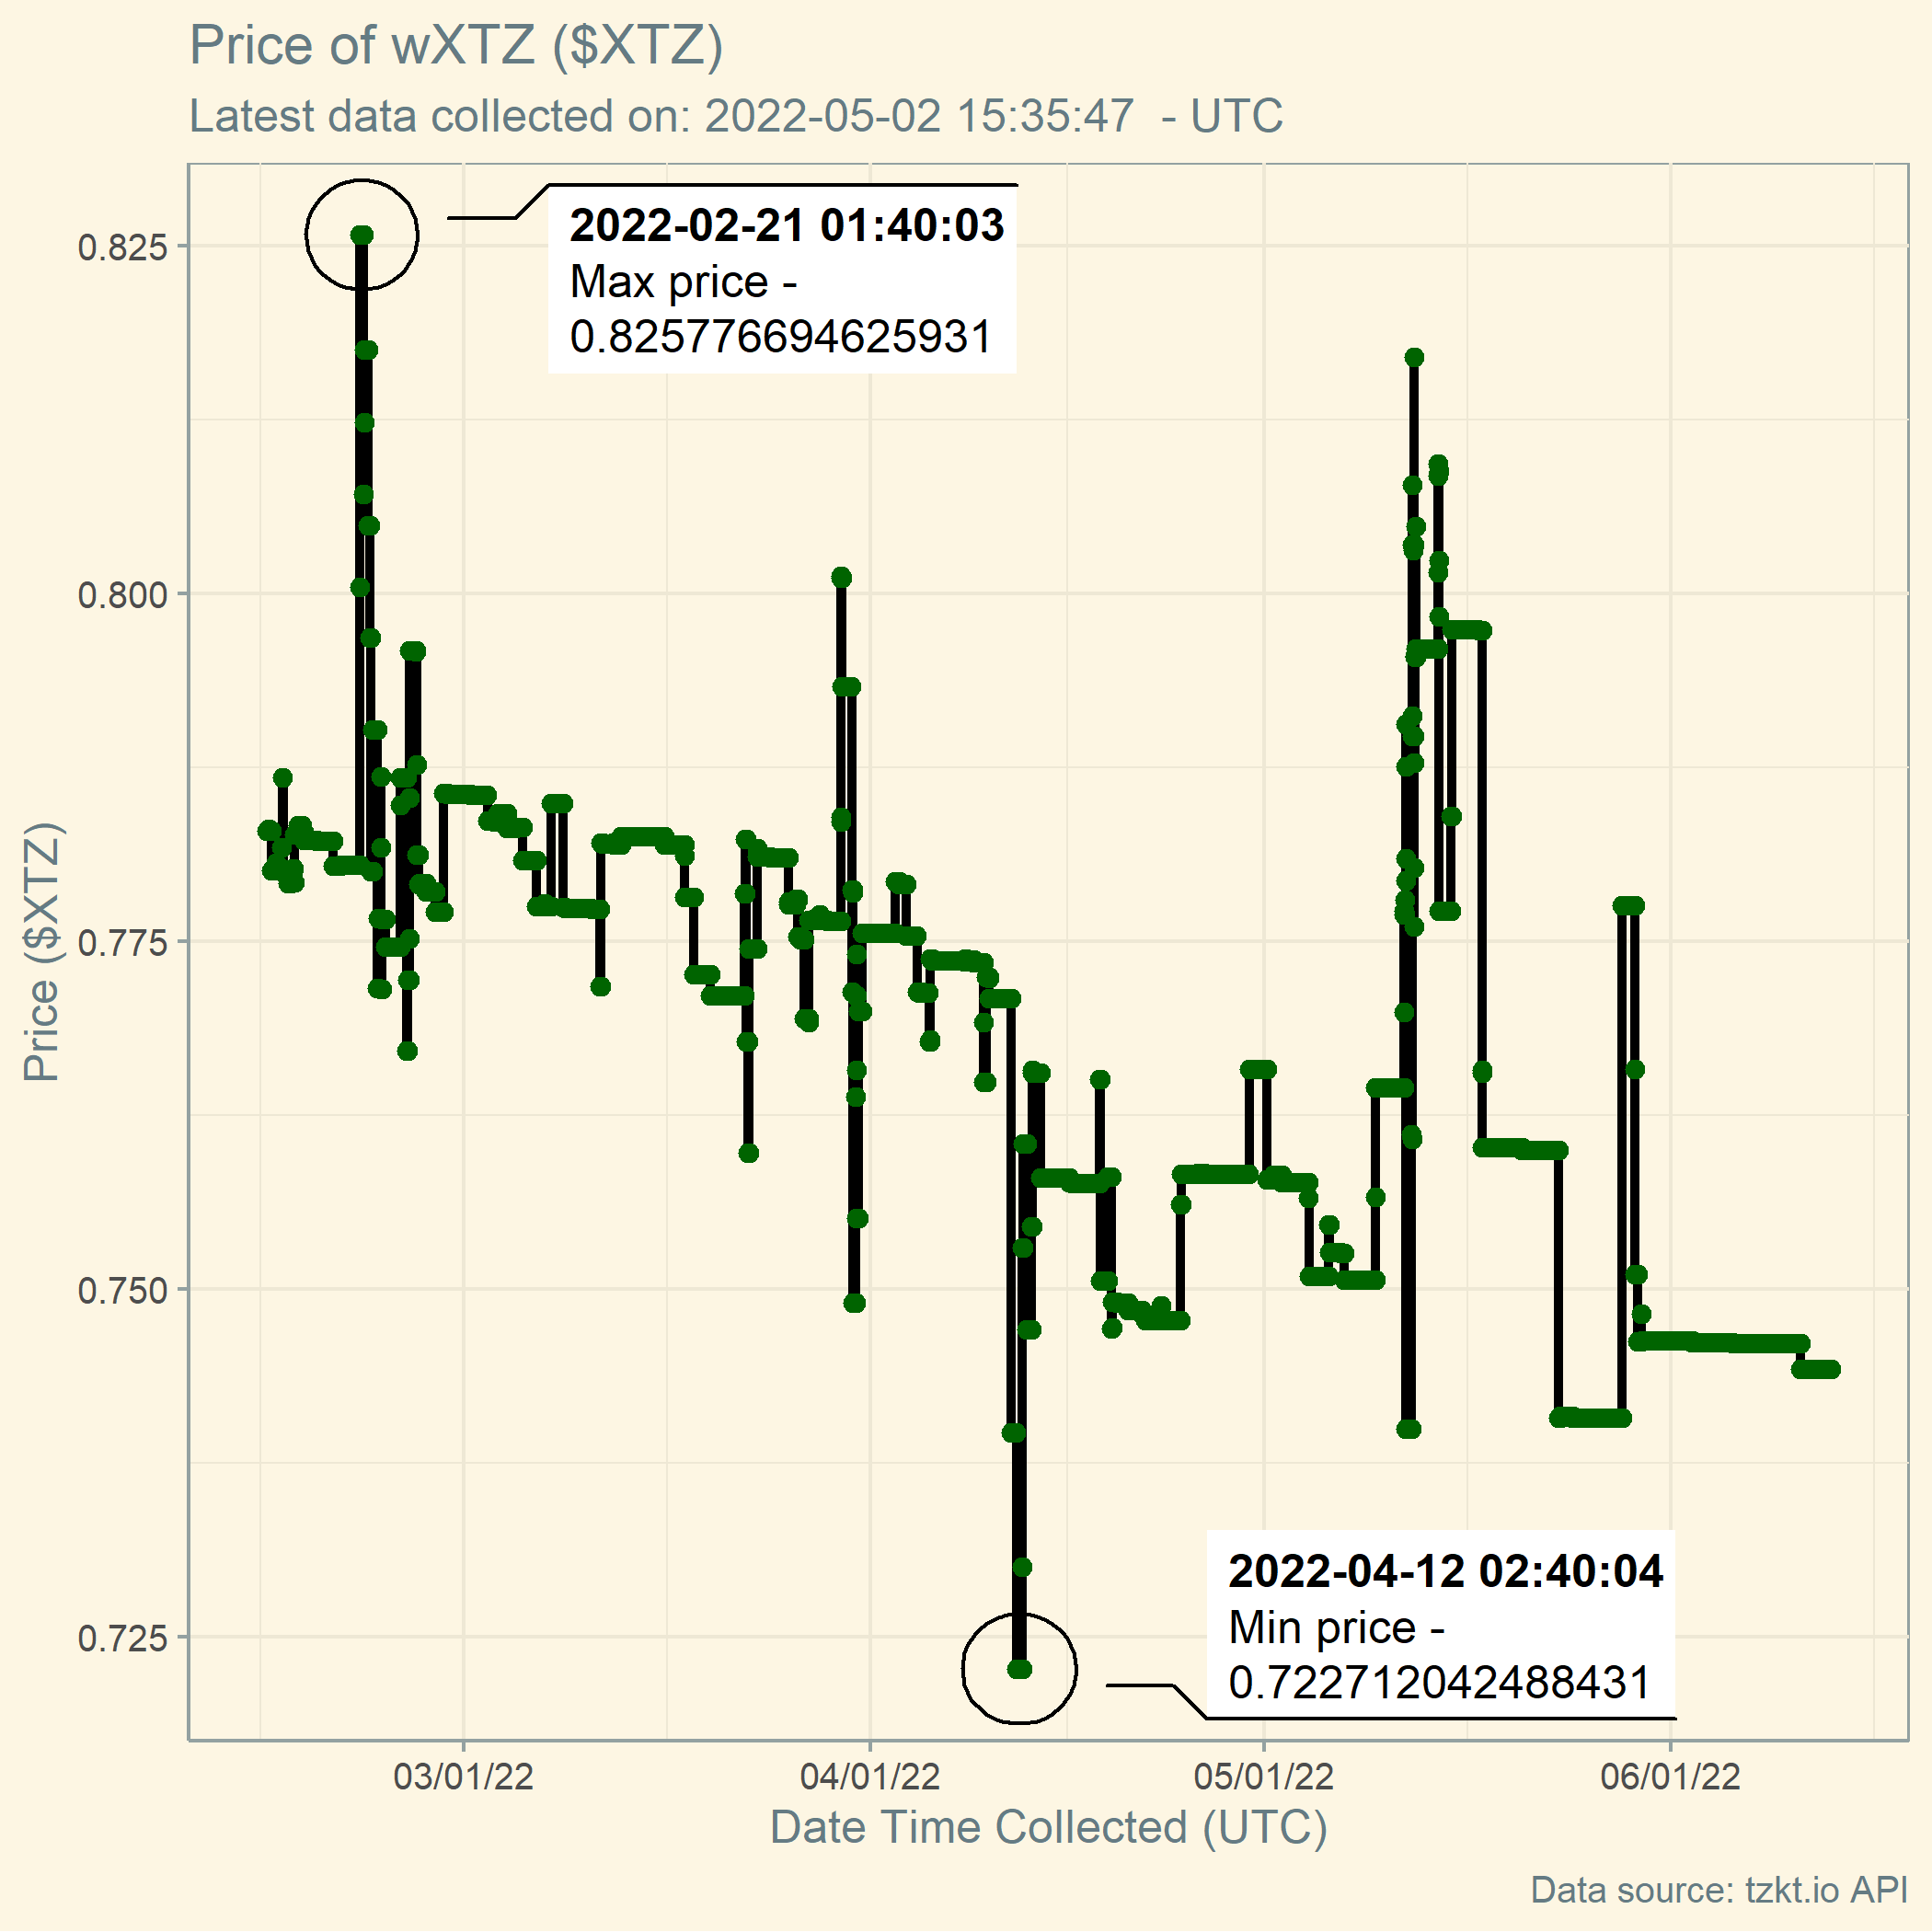 Price of wXTZ ($XTZ)
Latest data collected on: 2022-05-02 15:35:47  - UTC
2022-02-21 01:40:03
Max price -
0.825776694625931
0.825
0.800
0.775
0.750
0.725
Price ($XTZ)
2022-04-12 02:40:04
Min price -
0.722712042488431
03/01/22
04/01/22
05/01/22
06/01/22
Date Time Collected (UTC)
Data source: tzkt.io API